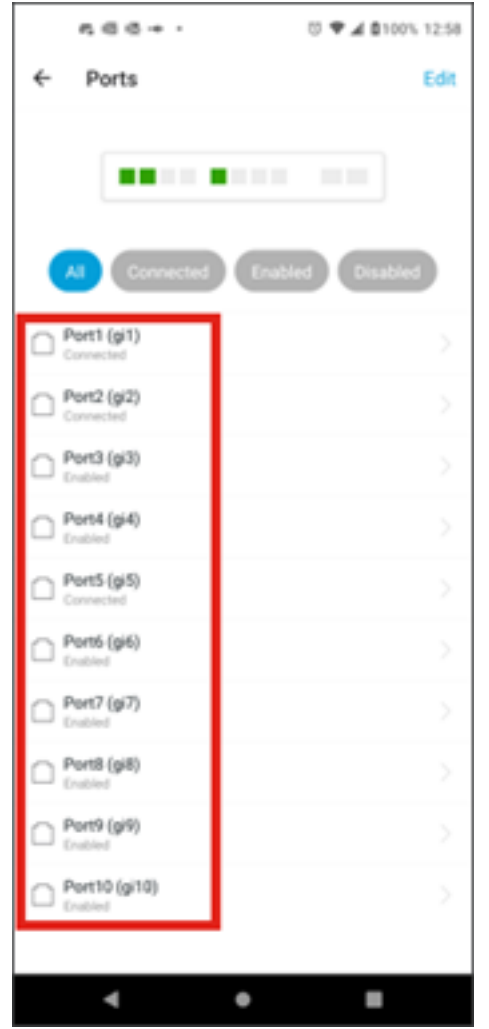 100% 12:58
Ports
Edit
All
Connected
Enabled
Disabled
Port1 (gi1)
Connected
Port2 (gi2)
Connected
Port3 (gi3)
Enabled
Port4 (gi4)
Enabled
Port5 (gi5)
Connected
Port6 (gi6)
Enabled
Port7 (gi7)
Enabled
Port8 (gi8)
Enabled
Port9 (gi9)
Enabled
Port10 (gi10)
Enabled